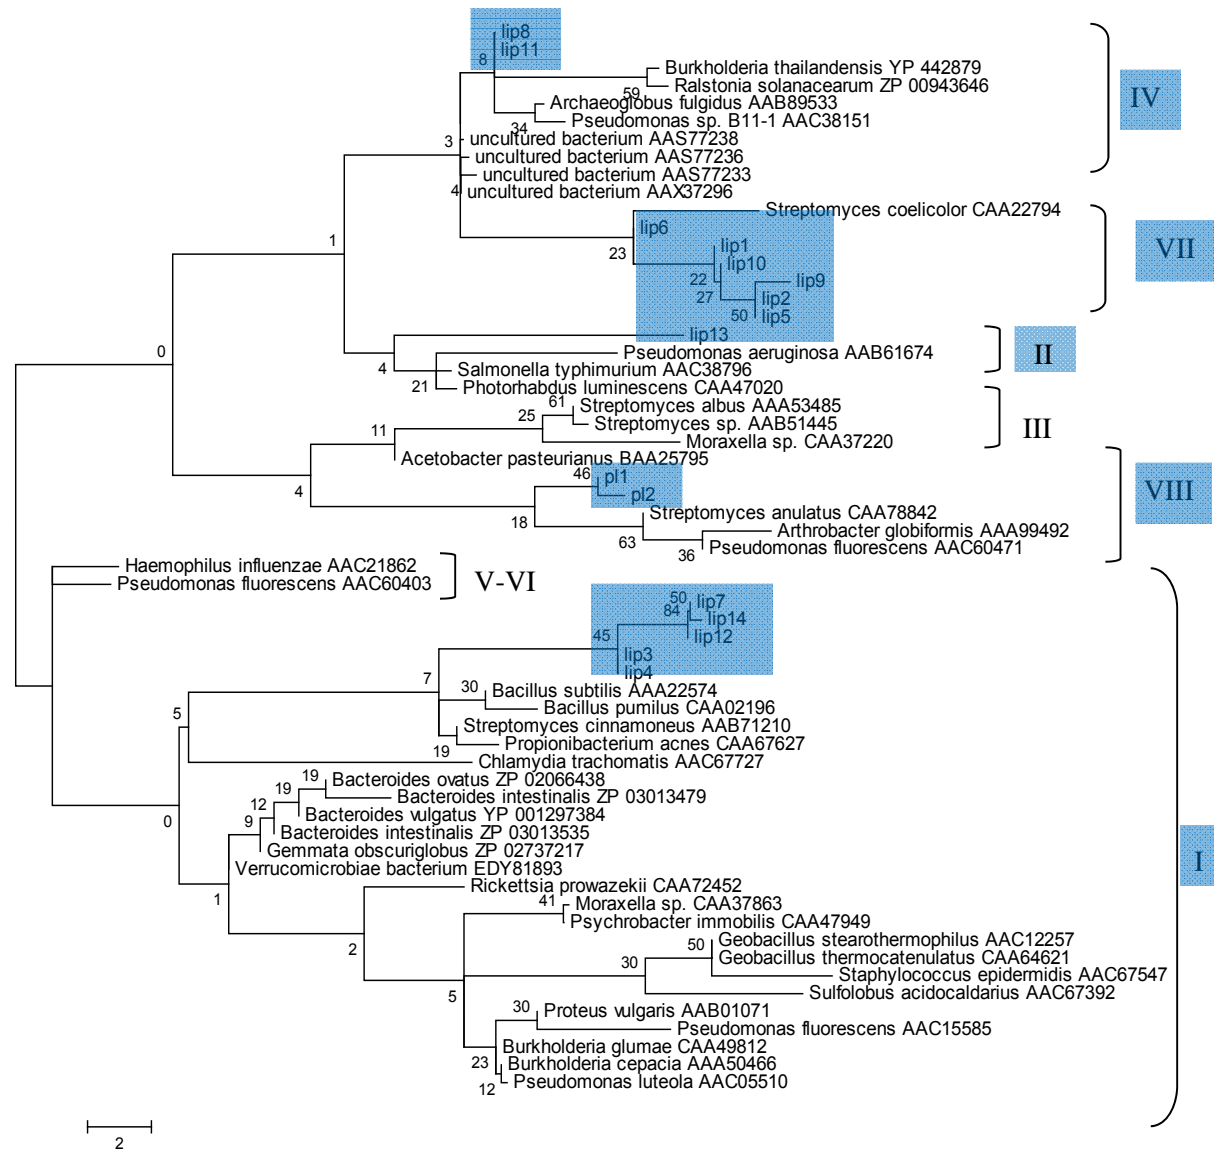 lip8
lip11
8
Burkholderia thailandensis YP 442879
IV
Ralstonia solanacearum ZP 00943646
59
Archaeoglobus fulgidus AAB89533
Pseudomonas sp. B11-1 AAC38151
34
uncultured bacterium AAS77238
3
uncultured bacterium AAS77236
uncultured bacterium AAS77233
4
uncultured bacterium AAX37296
Streptomyces coelicolor CAA22794
lip6
1
lip1
VII
23
lip10
22
lip9
27
lip2
50
lip5
lip13
0
Pseudomonas aeruginosa AAB61674
II
4
Salmonella typhimurium AAC38796
21
Photorhabdus luminescens CAA47020
61
Streptomyces albus AAA53485
25
Streptomyces sp. AAB51445
III
11
Moraxella sp. CAA37220
Acetobacter pasteurianus BAA25795
46
pl1
4
pl2
VIII
18
Streptomyces anulatus CAA78842
Arthrobacter globiformis AAA99492
63
36
Pseudomonas fluorescens AAC60471
Haemophilus influenzae AAC21862
Pseudomonas fluorescens AAC60403
V-VI
50
lip7
84
lip14
45
lip12
lip3
lip4
7
30
Bacillus subtilis AAA22574
Bacillus pumilus CAA02196
5
Streptomyces cinnamoneus AAB71210
Propionibacterium acnes CAA67627
19
Chlamydia trachomatis AAC67727
19
Bacteroides ovatus ZP 02066438
19
Bacteroides intestinalis ZP 03013479
12
Bacteroides vulgatus YP 001297384
9
Bacteroides intestinalis ZP 03013535
0
Gemmata obscuriglobus ZP 02737217
Verrucomicrobiae bacterium EDY81893
I
1
Rickettsia prowazekii CAA72452
41
Moraxella sp. CAA37863
Psychrobacter immobilis CAA47949
2
50
Geobacillus stearothermophilus AAC12257
30
Geobacillus thermocatenulatus CAA64621
Staphylococcus epidermidis AAC67547
5
Sulfolobus acidocaldarius AAC67392
30
Proteus vulgaris AAB01071
Pseudomonas fluorescens AAC15585
Burkholderia glumae CAA49812
23
Burkholderia cepacia AAA50466
12
Pseudomonas luteola AAC05510
2